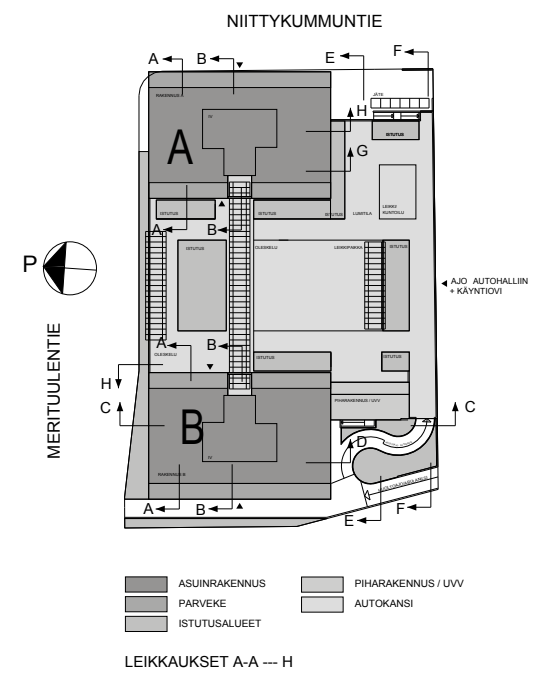 NIITTYKUMMUNTIE
A B E F
RAKENNUS A
JÄTE
IV
H
ISTUTUS
A
G
LEIKKI
KUNTOILU
ISTUTUS
ISTUTUS
ISTUTUS
LUMITILA
A
B
ISTUTUS
OLESKELU
LEIKKIPAIKKA
ISTUTUS
P
AJO AUTOHALLIIN
+ KÄYNTIOVI
MERITUULENTIE
A
B
OLESKELU
ISTUTUS
ISTUTUS
H
C
PIHARAKENNUS / UVV
C
B
D
IV
RAKENNUS B
A B E F
ASUINRAKENNUS
PIHARAKENNUS / UVV
PARVEKE
AUTOKANSI
ISTUTUSALUEET
LEIKKAUKSET A-A --- H